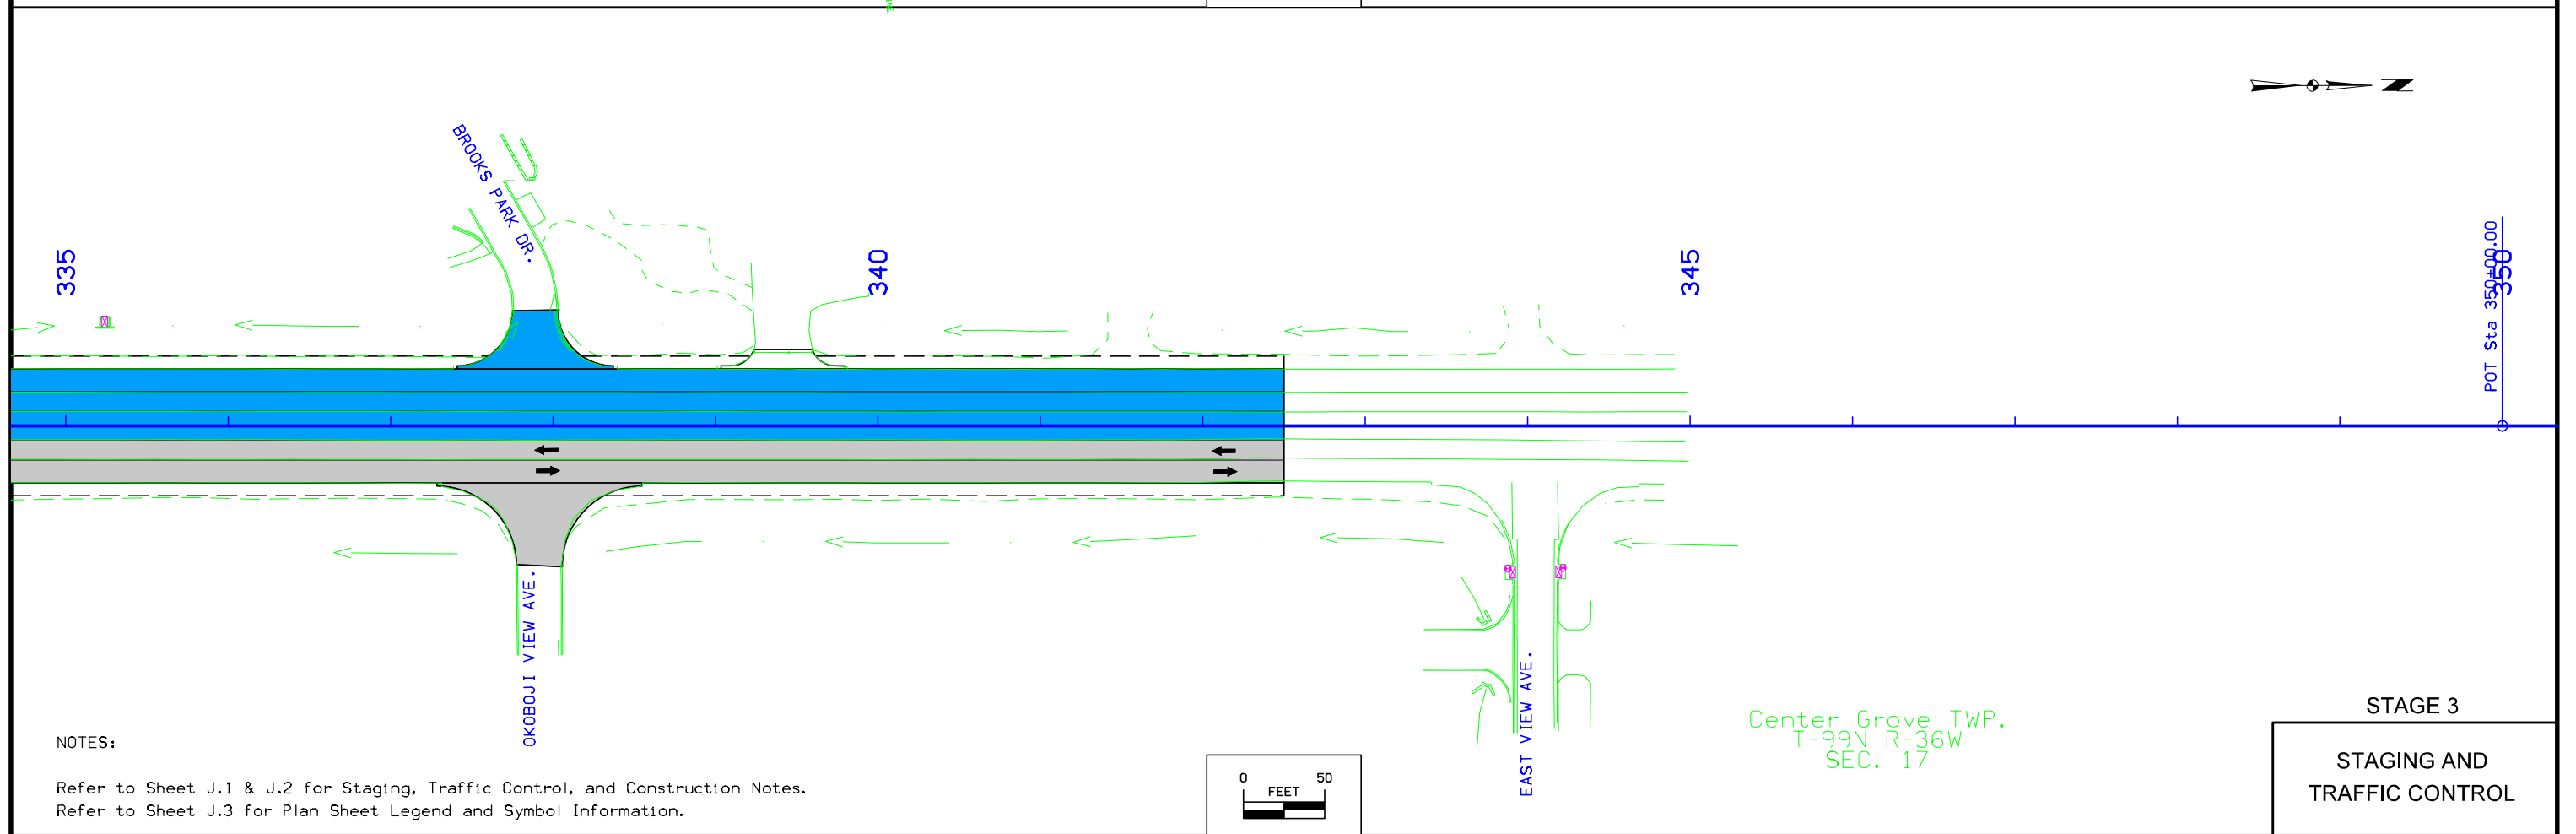 BROOKS PARK DR.
335
340
345
350
POT Sta 350+00.00
OKOBOJI VIEW AVE.
EAST VIEW AVE.
Center Grove TWP.
T-99N R-36W
SEC. 17
NOTES:
Refer to Sheet J.1 & J.2 for Staging, Traffic Control, and Construction Notes.
Refer to Sheet J.3 for Plan Sheet Legend and Symbol Information.
0 50
FEET
STAGE 3
STAGING AND
TRAFFIC CONTROL